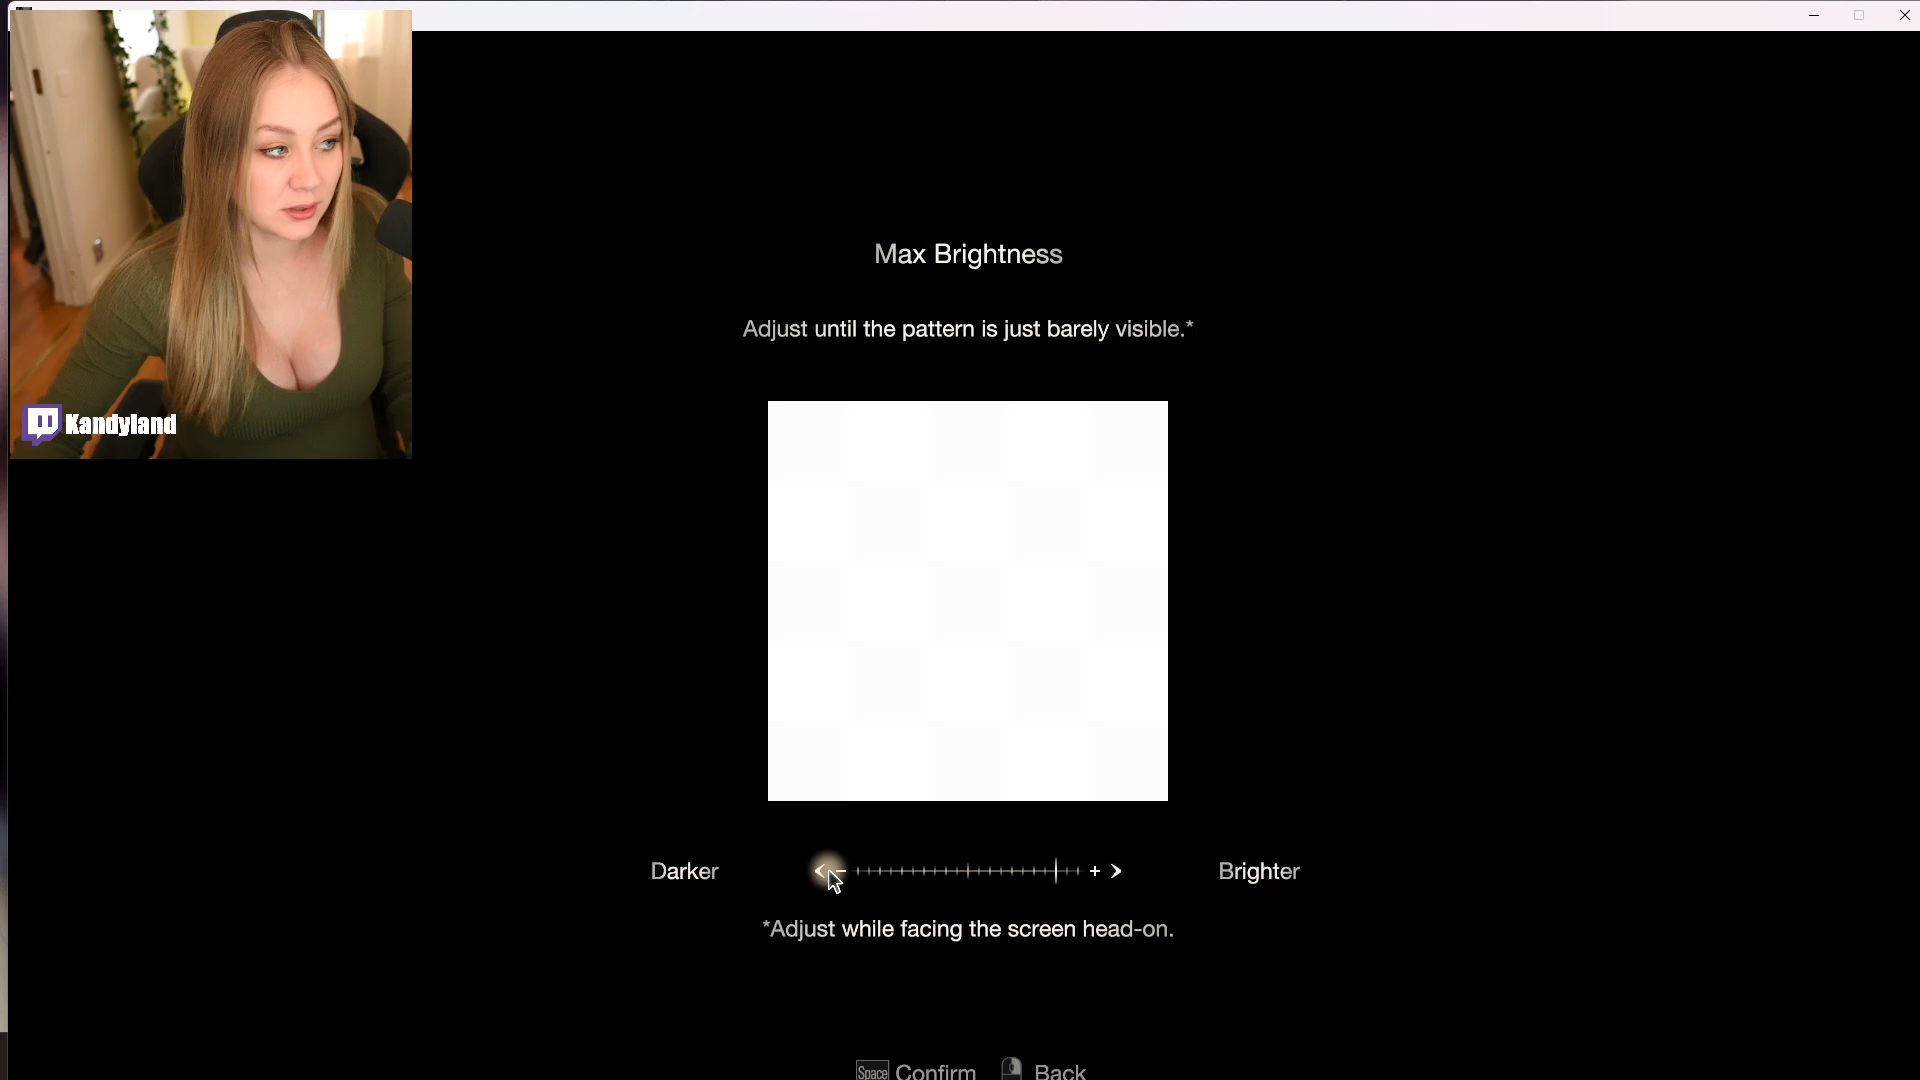 Kandyland
Max Brightness
Adjust until the pattern is just barely visible.*
Darker
- +
Brighter
*Adjust while facing the screen head-on.
Space Confirm Back